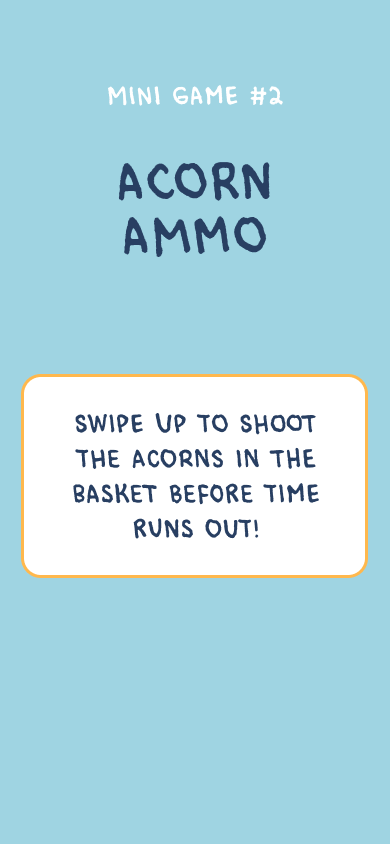 MINI GAME #2
ACORN
AMMO
SWIPE UP TO SHOOT
THE ACORNS IN THE
BASKET BEFORE TIME
RUNS OUT!